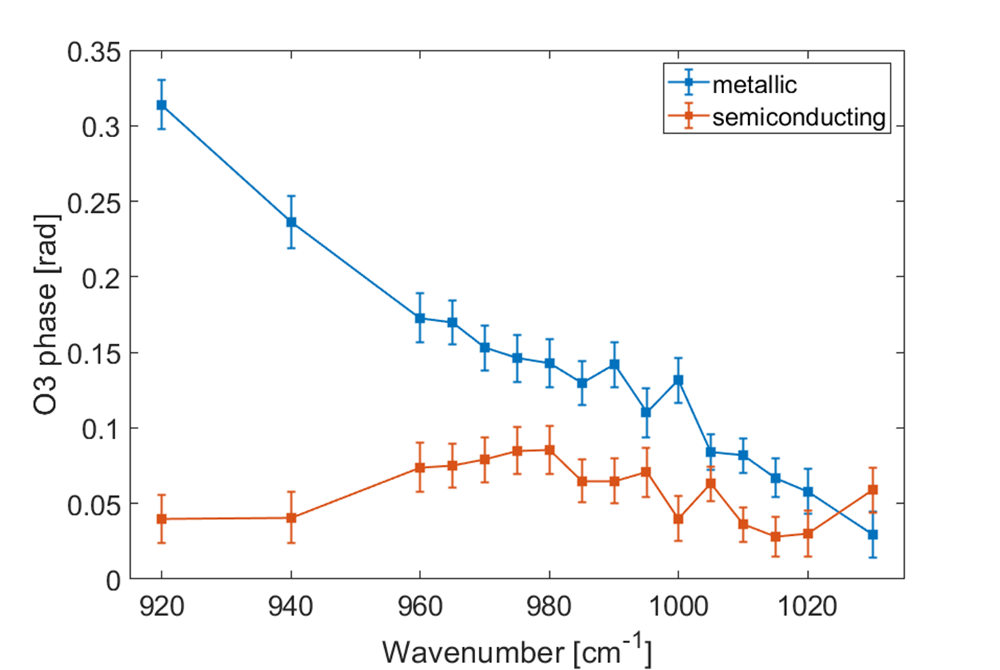 0.35
0.3
0.25
0.2
0.15
0.1
0.05
0
O3 phase [rad]
metallic
semiconducting
920 940 960 980 1000 1020
Wavenumber [cm⁻¹]